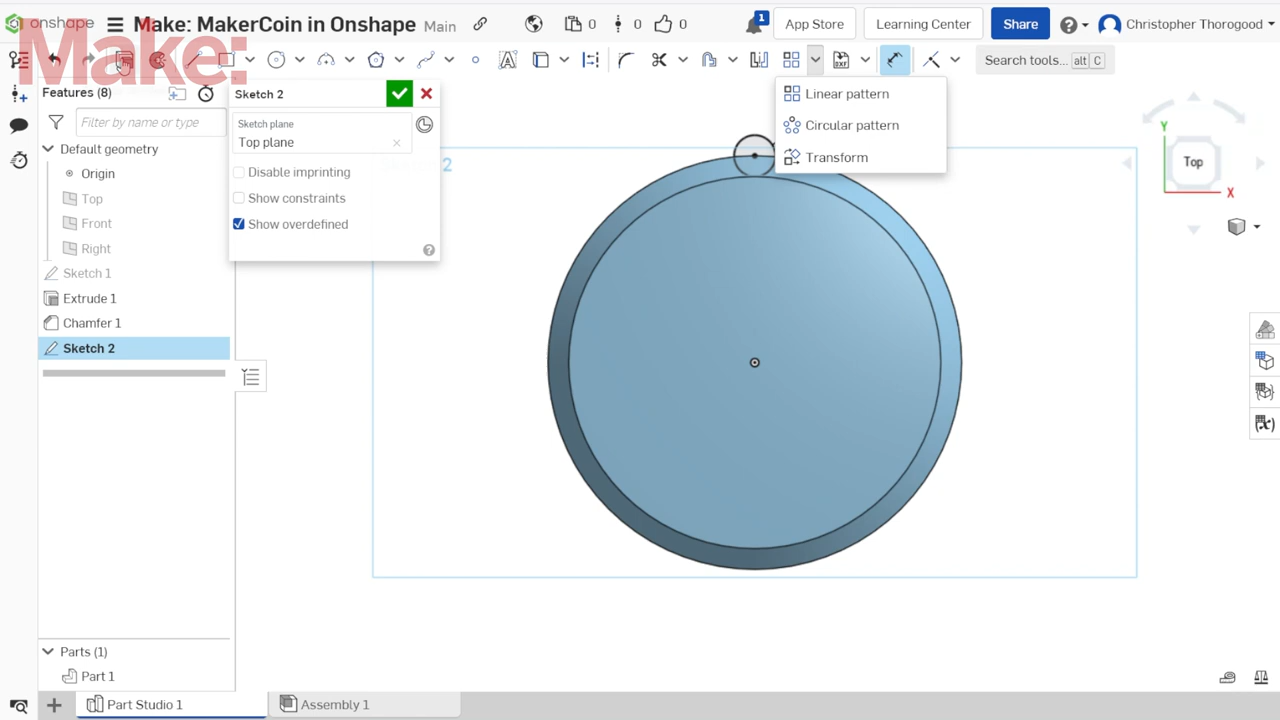 onshape
Make: MakerCoin in Onshape
Main
0
0
0
1
App Store
Learning Center
Share
Christopher Thorogood
Make:
Search tools...
alt
C
Features (8)
Filter by name or type
Default geometry
Origin
Top
Front
Right
Sketch 1
Extrude 1
Chamfer 1
Sketch 2
Sketch 2
Sketch plane
Top plane
Disable imprinting
Show constraints
Show overdefined
2
Linear pattern
Circular pattern
Transform
Y
Top
X
Parts (1)
Part 1
Part Studio 1
Assembly 1